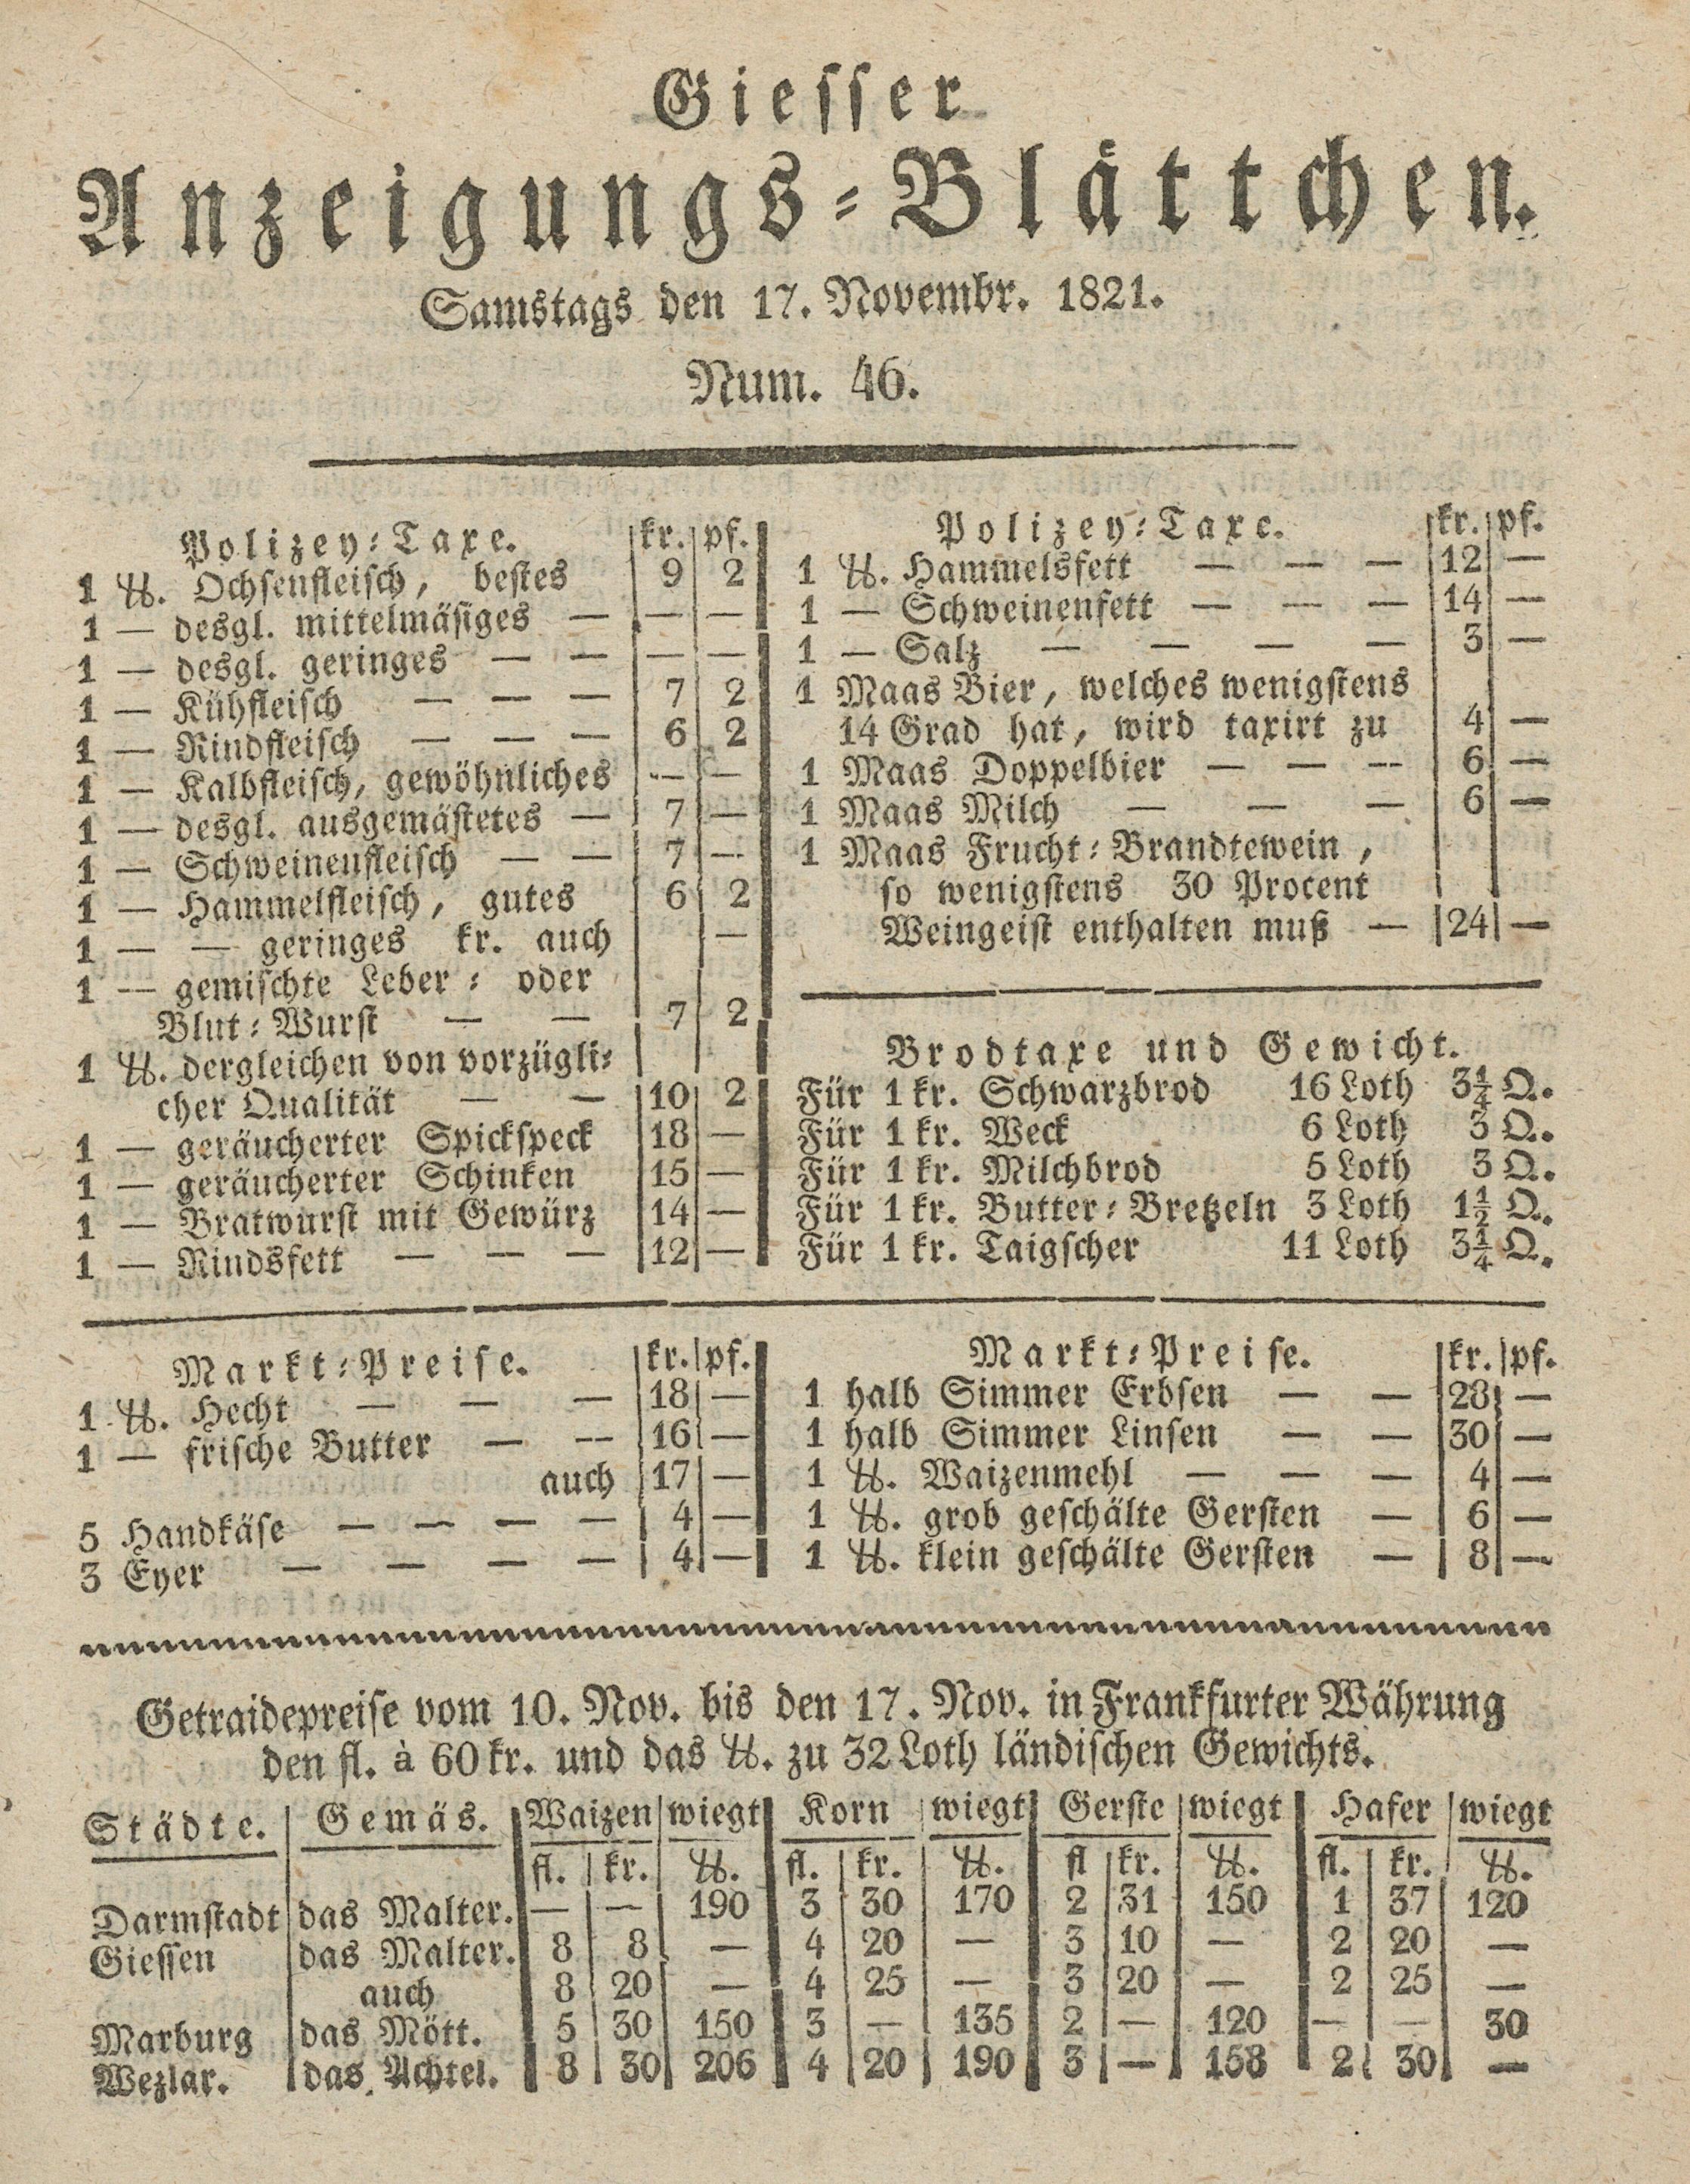 Giesser
Anzeigungs-Blättchen.
Samstags den 17. Novembr. 1821.
Num. 46.
Polizey-Taxe. kr. pf.
1 ℔. Ochsenfleisch, bestes 9 2
1 — desgl. mittelmäsiges — — —
1 — desgl. geringes — — — —
1 — Kühfleisch — — — 7 2
1 — Rindfleisch — — — 6 2
1 — Kalbfleisch, gewöhnliches — —
1 — desgl. ausgemästetes — 7 —
1 — Schweinenfleisch — — 7 —
1 — Hammelfleisch, gutes 6 2
1 — — geringes kr. auch —
1 — gemischte Leber- oder
Blut-Wurst — — 7 2
1 ℔. dergleichen von vorzügli-
cher Qualität — — 10 2
1 — geräucherter Spickspeck 18 —
1 — geräucherter Schinken 15 —
1 — Bratwurst mit Gewürz 14 —
1 — Rindsfett — — — 12 —
Polizey-Taxe. kr. pf.
1 ℔. Hammelsfett — — — 12 —
1 — Schweinenfett — — — 14 —
1 — Salz — — — — 3 —
1 Maas Bier, welches wenigstens
14 Grad hat, wird taxirt zu 4 —
1 Maas Doppelbier — — — 6 —
1 Maas Milch — — — 6 —
1 Maas Frucht-Brandtewein,
so wenigstens 30 Procent
Weingeist enthalten muß — 24 —
Brodtaxe und Gewicht.
Für 1 kr. Schwarzbrod 16 Loth 3¼ Q.
Für 1 kr. Weck 6 Loth 3 Q.
Für 1 kr. Milchbrod 5 Loth 3 Q.
Für 1 kr. Butter-Bretzeln 3 Loth 1½ Q.
Für 1 kr. Taigscher 11 Loth 3¼ Q.
Markt-Preise. kr. pf.
1 ℔. Hecht — — — 18 —
1 — frische Butter — — 16 —
auch 17 —
5 Handkäse — — — — 4 —
3 Eyer — — — — 4 —
Markt-Preise. kr. pf.
1 halb Simmer Erbsen — — 28 —
1 halb Simmer Linsen — — 30 —
1 ℔. Waizenmehl — — — 4 —
1 ℔. grob geschälte Gersten — 6 —
1 ℔. klein geschälte Gersten — 8 —
Getraidepreise vom 10. Nov. bis den 17. Nov. in Frankfurter Währung
den fl. à 60 kr. und das ℔. zu 32 Loth ländischen Gewichts.
Städte. Gemäs. Waizen wiegt Korn wiegt Gerste wiegt Hafer wiegt
fl. kr. ℔. fl. kr. ℔. fl kr. ℔. fl. kr. ℔.
Darmstadt das Malter. — — 190 3 30 170 2 31 150 1 37 120
Giessen das Malter. 8 8 — 4 20 — 3 10 — 2 20 —
auch 8 20 — 4 25 — 3 20 — 2 25 —
Marburg das Mött. 5 30 150 3 — 135 2 — 120 — — 30
Wezlar. das Achtel. 8 30 206 4 20 190 3 — 158 2 30 —